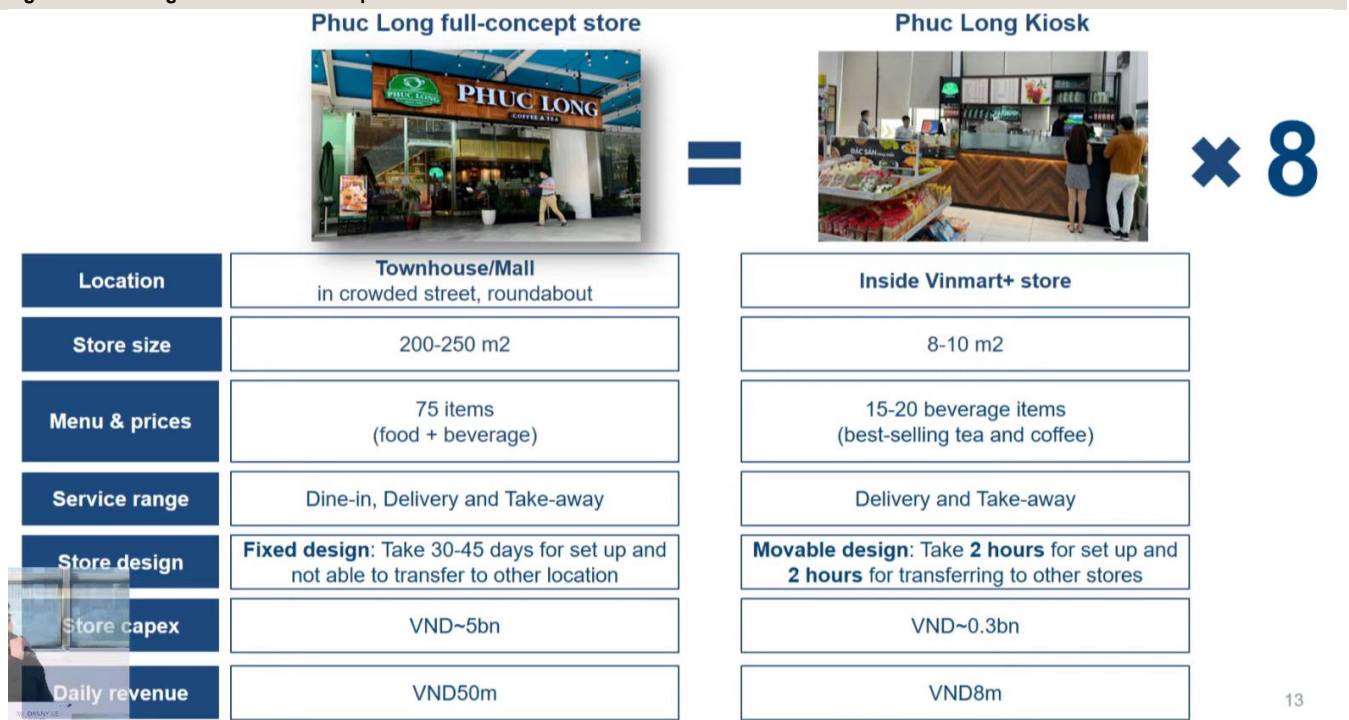 Phuc Long full-concept store
Phuc Long Kiosk
PHUC LONG
PHUC LONG
COFFEE & TEA
ĐẶC SẢN
= × 8
Location
Townhouse/Mall
in crowded street, roundabout
Inside Vinmart+ store
Store size
200-250 m2
8-10 m2
Menu & prices
75 items
(food + beverage)
15-20 beverage items
(best-selling tea and coffee)
Service range
Dine-in, Delivery and Take-away
Delivery and Take-away
Store design
Fixed design: Take 30-45 days for set up and
not able to transfer to other location
Movable design: Take 2 hours for set up and
2 hours for transferring to other stores
Store capex
VND~5bn
VND~0.3bn
Daily revenue
VND50m
VND8m
13